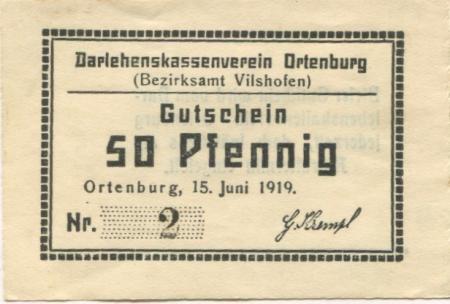 Darlehenskassenverein Ortenburg
(Bezirksamt Vilshofen)
Gutschein
50 Pfennig
Ortenburg, 15. Juni 1919.
Nr. 2